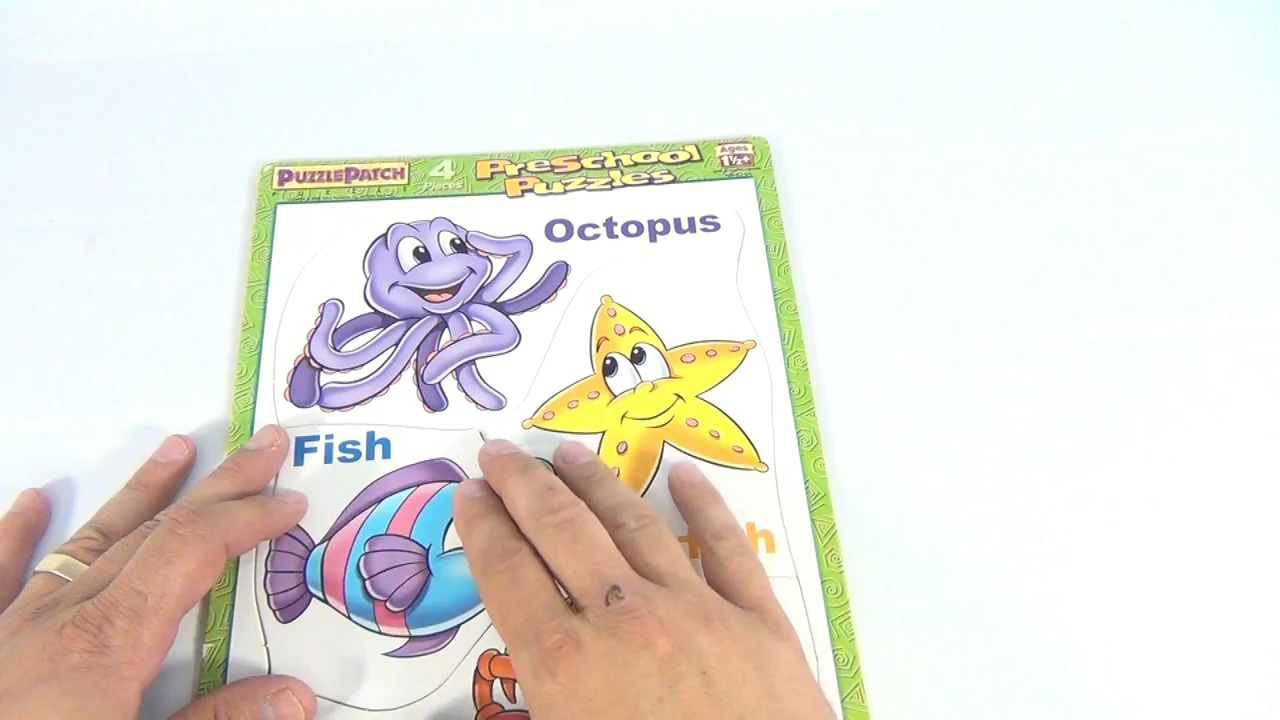 PUZZLEPATCH
4
Pieces
PRESCHOOL
PUZZLES
Ages
1½+
Octopus
Fish